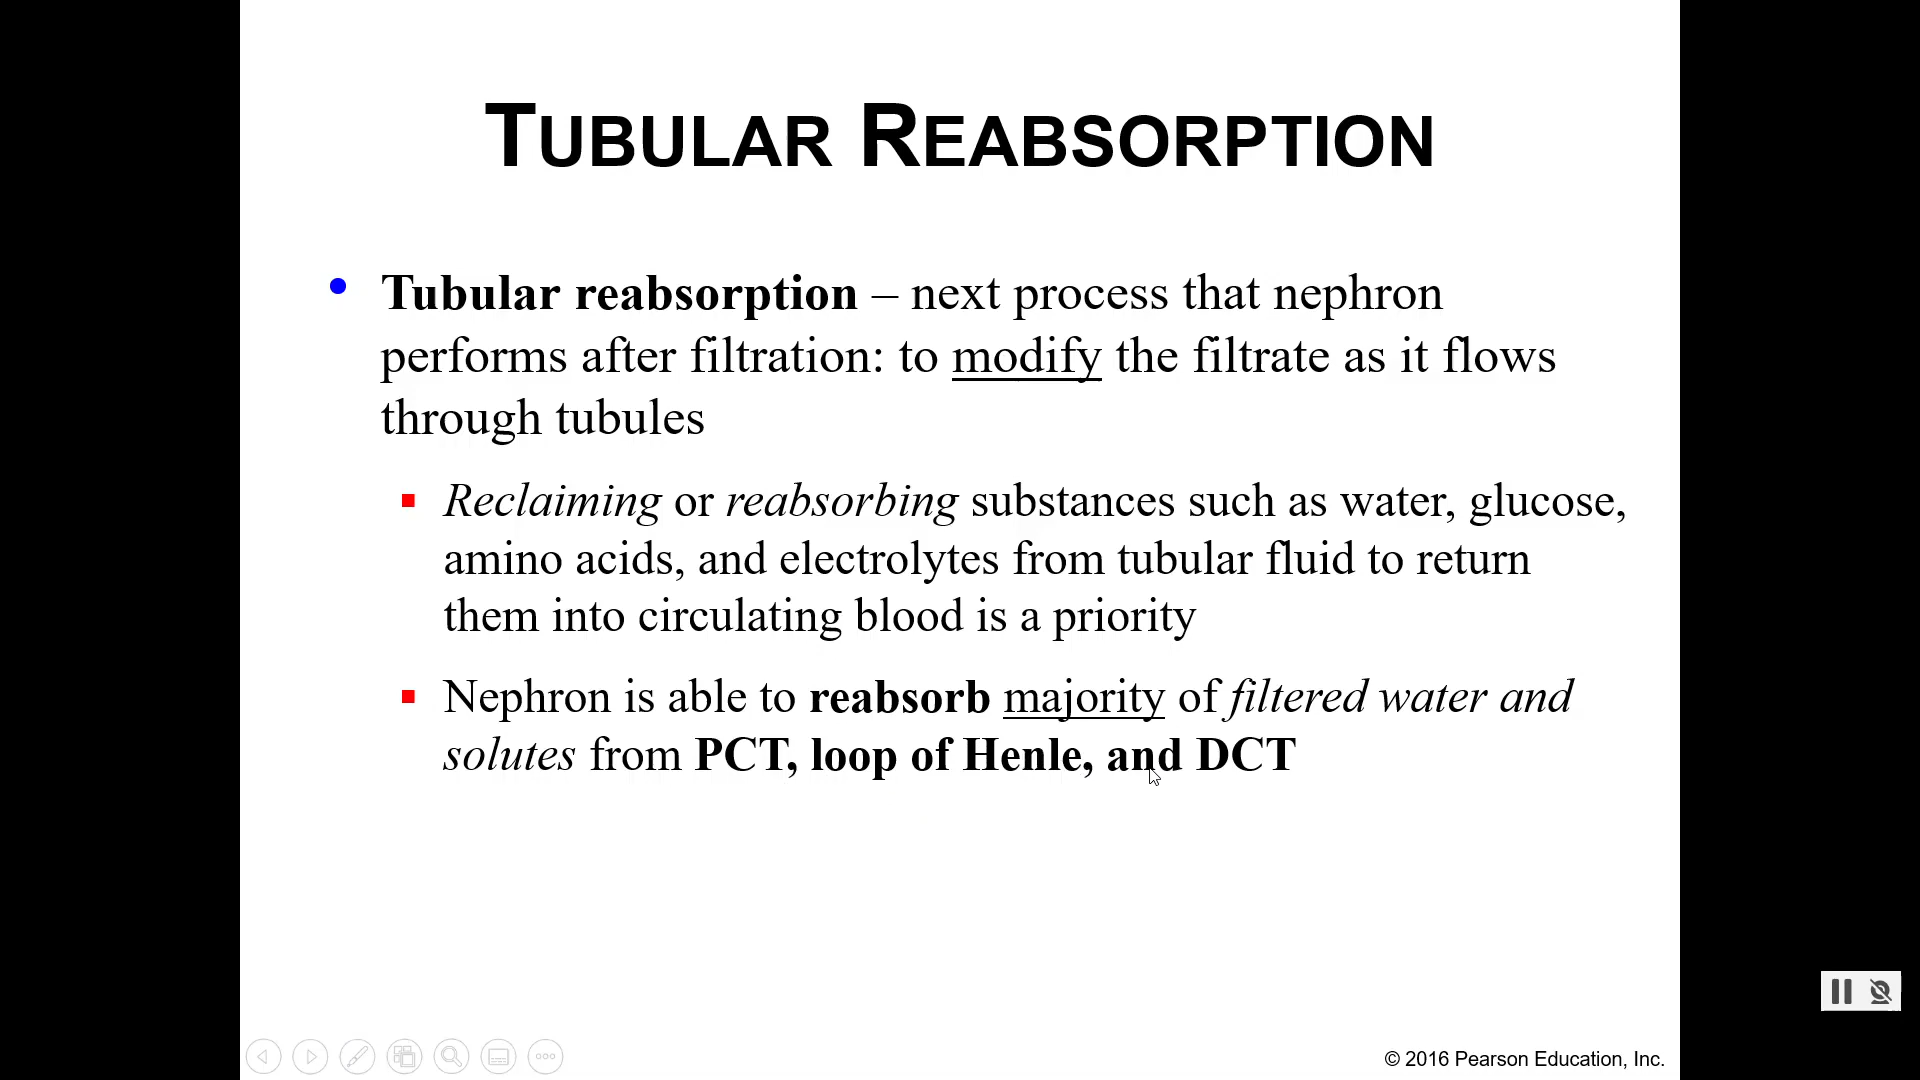 TUBULAR REABSORPTION
• Tubular reabsorption – next process that nephron
performs after filtration: to modify the filtrate as it flows
through tubules
▪ Reclaiming or reabsorbing substances such as water, glucose,
amino acids, and electrolytes from tubular fluid to return
them into circulating blood is a priority
▪ Nephron is able to reabsorb majority of filtered water and
solutes from PCT, loop of Henle, and DCT
© 2016 Pearson Education, Inc.